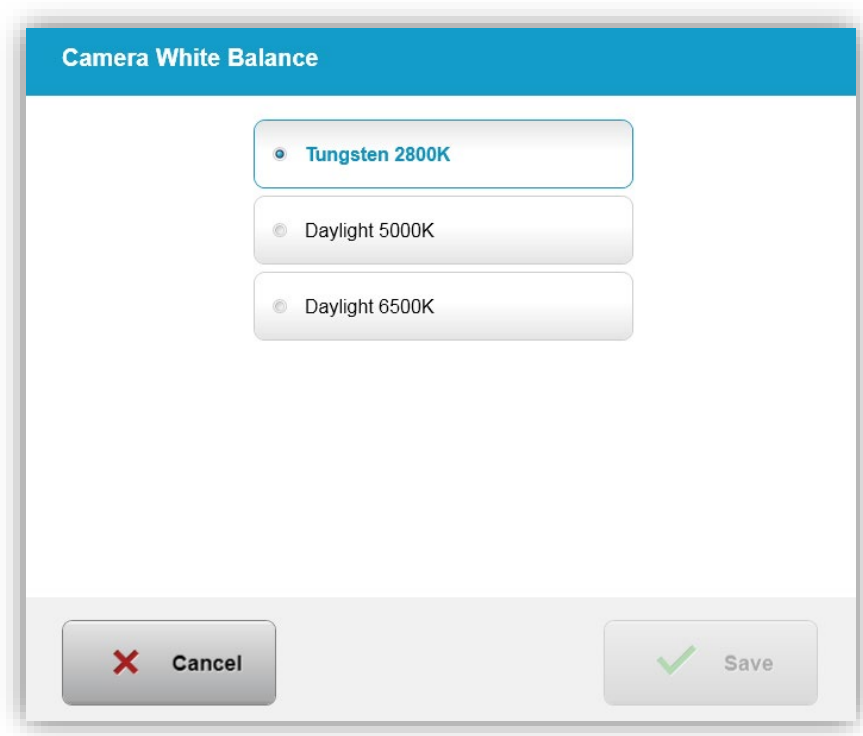 Camera White Balance
Tungsten 2800K
Daylight 5000K
Daylight 6500K
Cancel
Save